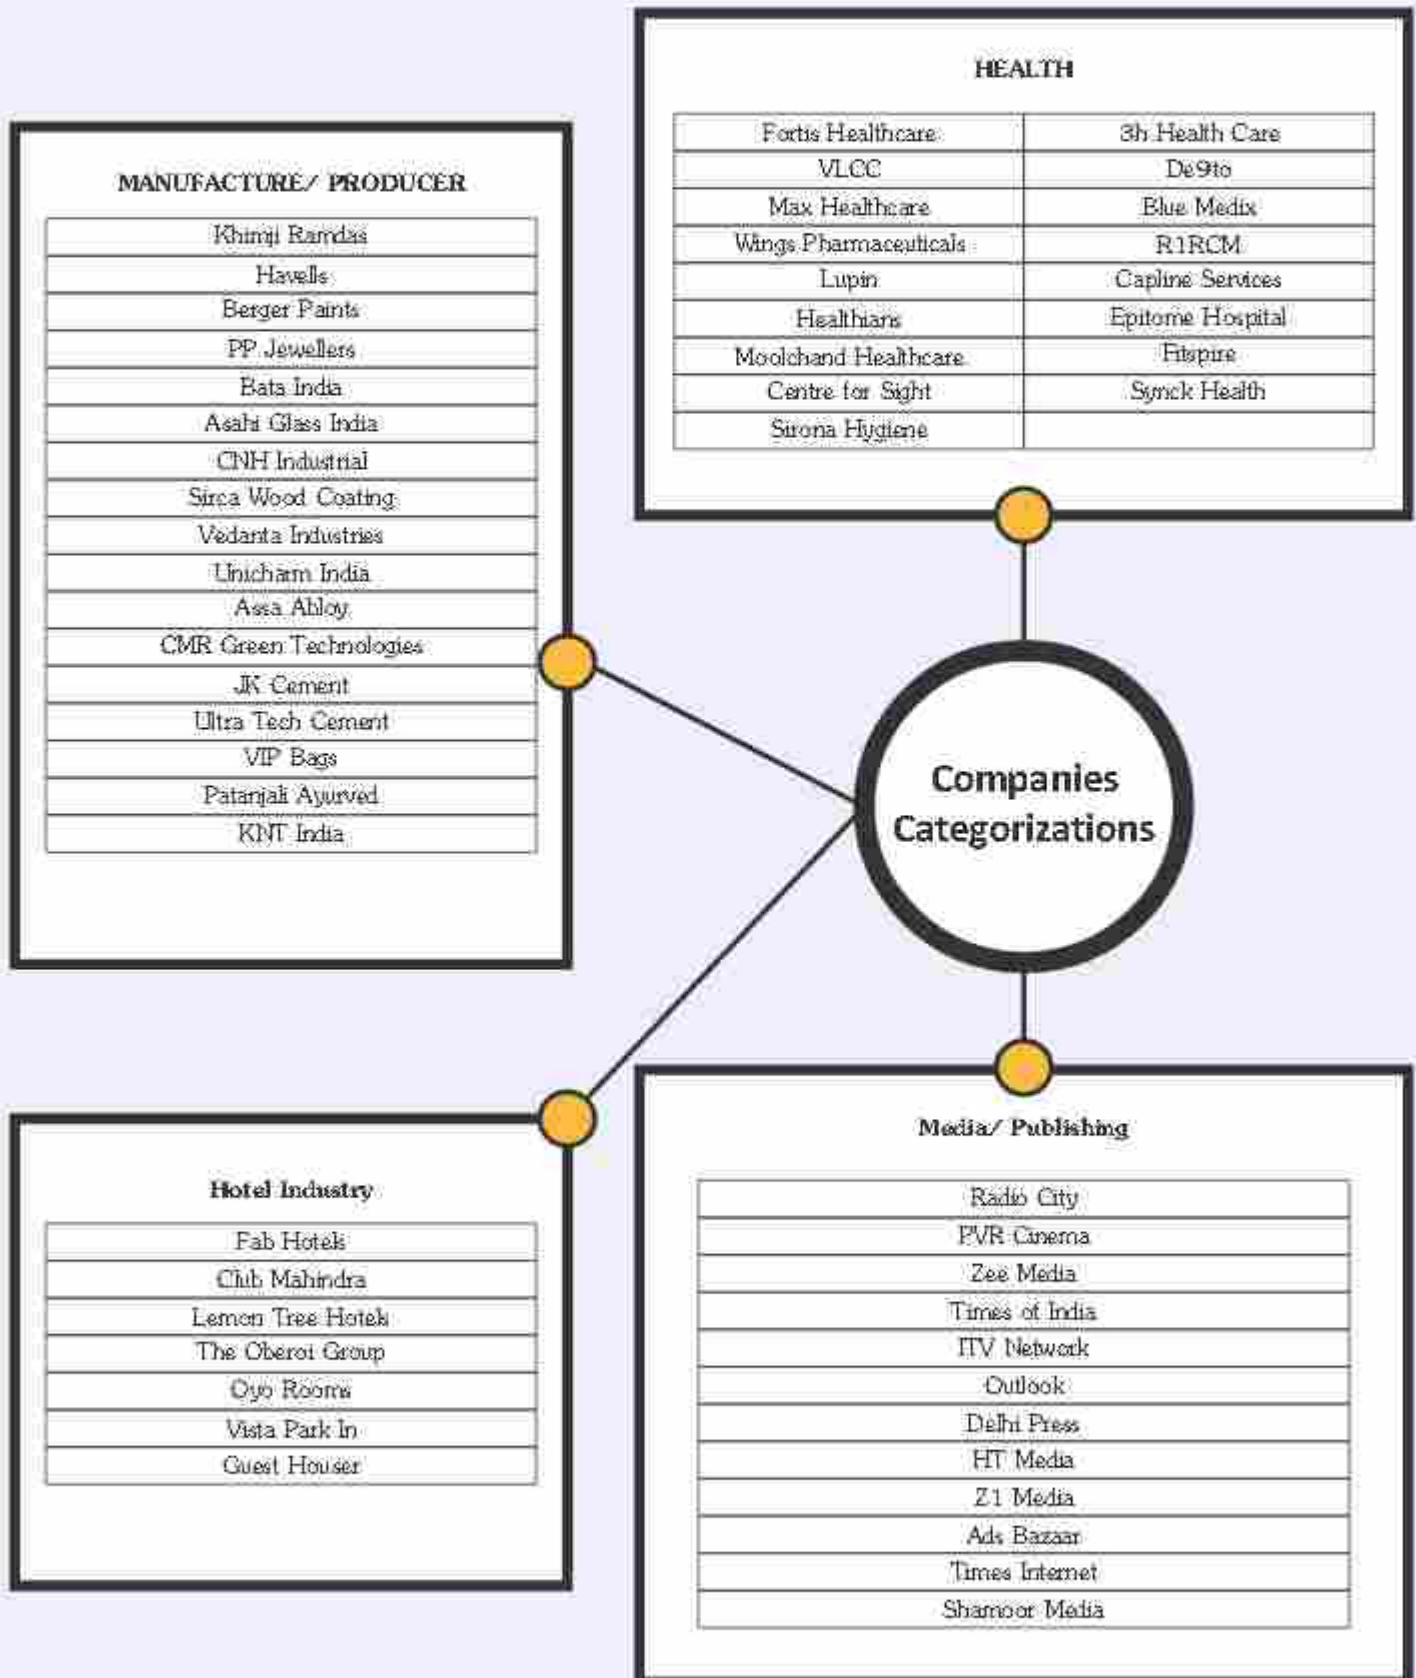 HEALTH
Fortis Healthcare 3h Health Care
VLCC De9to
Max Healthcare Blue Medix
Wings Pharmaceuticals R1RCM
Lupin Capline Services
Healthians Epitome Hospital
Moolchand Healthcare Fitspire
Centre for Sight Synck Health
Sirona Hygiene
MANUFACTURE/ PRODUCER
Khimji Ramdas
Havells
Berger Paints
PP Jewellers
Bata India
Asahi Glass India
CNH Industrial
Sirca Wood Coating
Vedanta Industries
Unicharm India
Assa Abloy
CMR Green Technologies
JK Cement
Ultra Tech Cement
VIP Bags
Patanjali Ayurved
KNT India
Companies
Categorizations
Hotel Industry
Fab Hotels
Club Mahindra
Lemon Tree Hotels
The Oberoi Group
Oyo Rooms
Vista Park In
Guest Houser
Media/ Publishing
Radio City
PVR Cinema
Zee Media
Times of India
ITV Network
Outlook
Delhi Press
HT Media
Z1 Media
Ads Bazaar
Times Internet
Shamoor Media